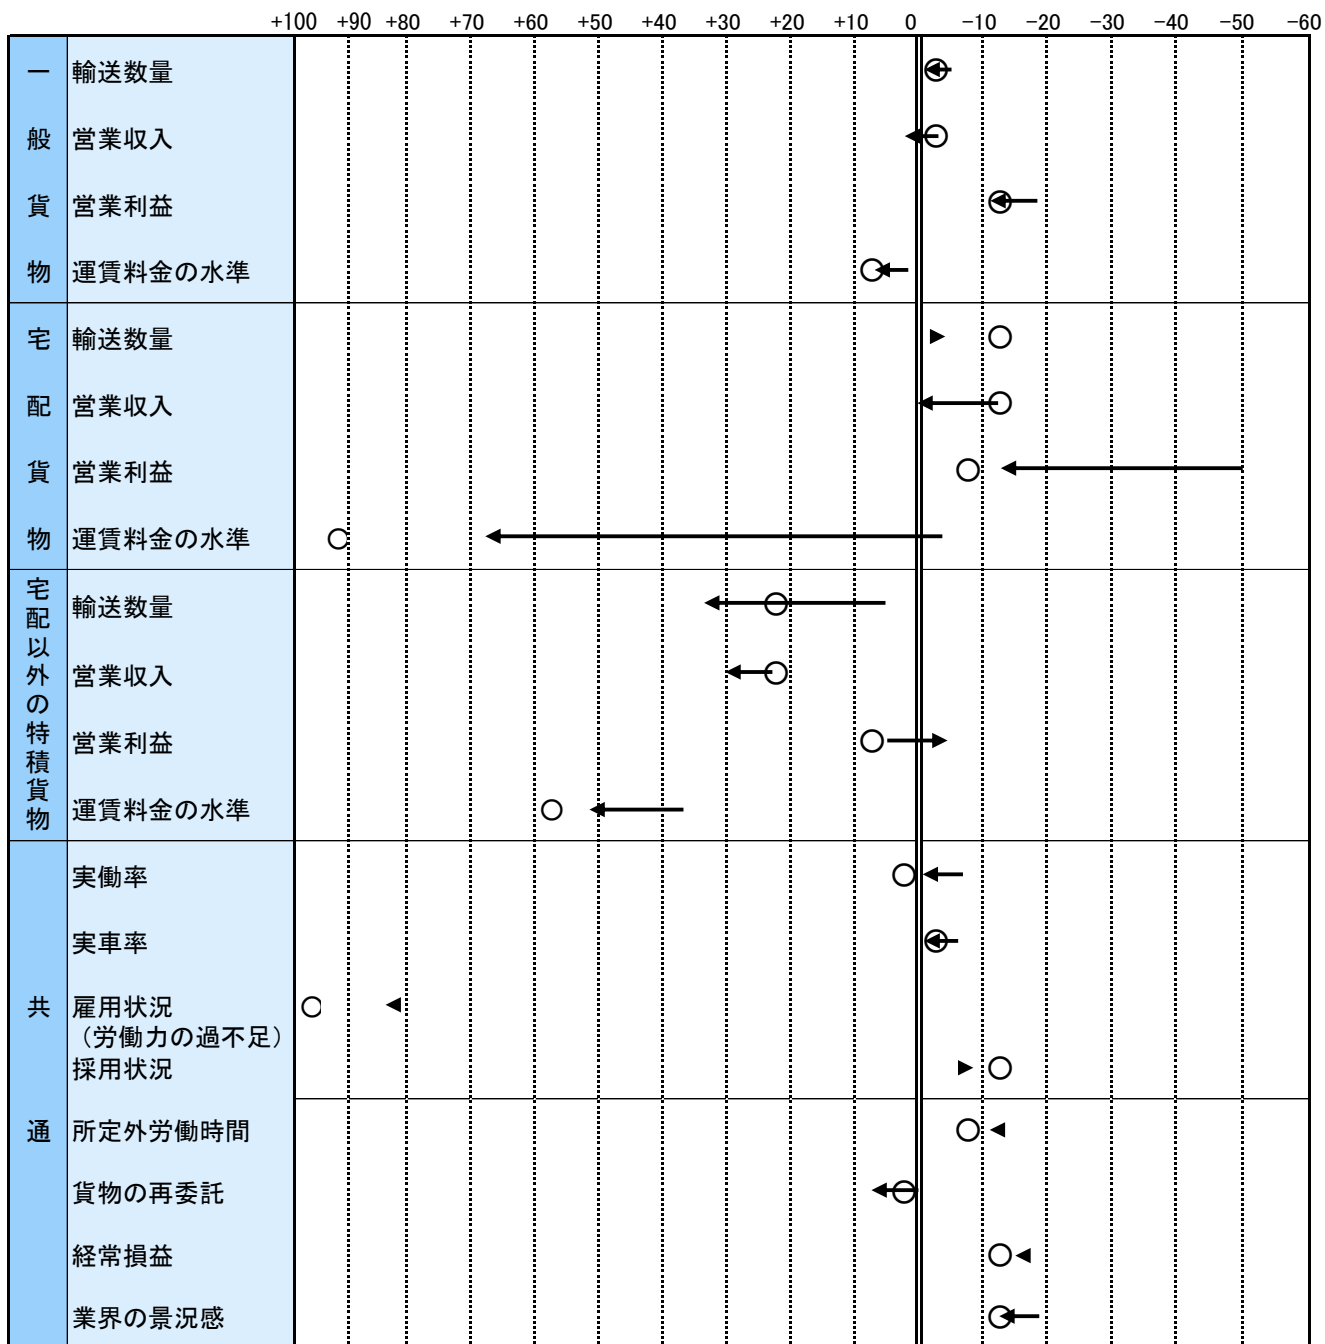 +100 +90 +80 +70 +60 +50 +40 +30 +20 +10 0 −10 −20 −30 −40 −50 −60
一般貨物
輸送数量
営業収入
営業利益
運賃料金の水準
宅配貨物
輸送数量
営業収入
営業利益
運賃料金の水準
宅配以外の特積貨物
輸送数量
営業収入
営業利益
運賃料金の水準
共通
実働率
実車率
雇用状況
（労働力の過不足）
採用状況
所定外労働時間
貨物の再委託
経常損益
業界の景況感